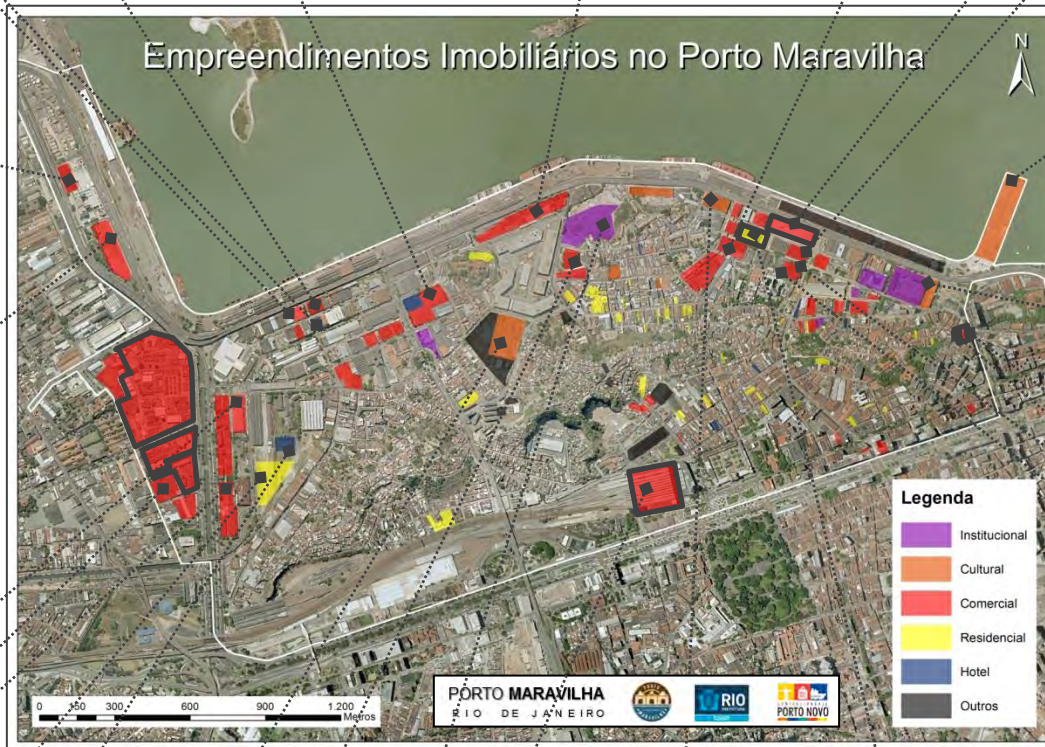 Empreendimentos Imobiliários no Porto Maravilha
N
Legenda
Institucional
Cultural
Comercial
Residencial
Hotel
Outros
0 150 300 600 900 1.200
Metros
PORTO MARAVILHA
RIO DE JANEIRO
RIO
PREFEITURA
PORTO NOVO